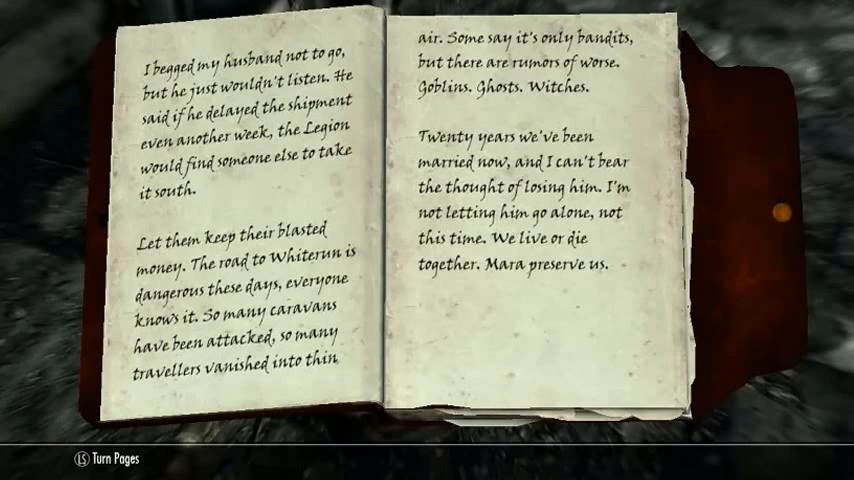 I begged my husband not to go,
but he just wouldn't listen. He
said if he delayed the shipment
even another week, the Legion
would find someone else to take
it south.
Let them keep their blasted
money. The road to Whiterun is
dangerous these days, everyone
knows it. So many caravans
have been attacked, so many
travellers vanished into thin
air. Some say it's only bandits,
but there are rumors of worse.
Goblins. Ghosts. Witches.
Twenty years we've been
married now, and I can't bear
the thought of losing him. I'm
not letting him go alone, not
this time. We live or die
together. Mara preserve us.
LS Turn Pages